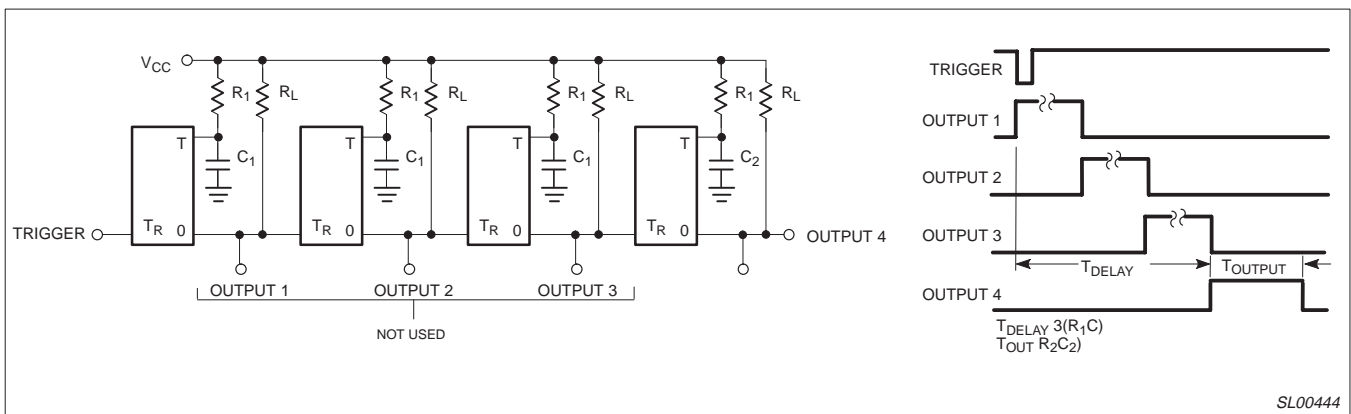 V_CC
R1 RL R1 RL R1 RL R1 RL
T T T T
C1 C1 C1 C2
TRIGGER TR 0 TR 0 TR 0 TR 0 OUTPUT 4
OUTPUT 1 OUTPUT 2 OUTPUT 3
NOT USED
TRIGGER
OUTPUT 1
OUTPUT 2
OUTPUT 3
TDELAY TOUTPUT
OUTPUT 4
TDELAY 3(R1C)
TOUT R2C2)
SL00444